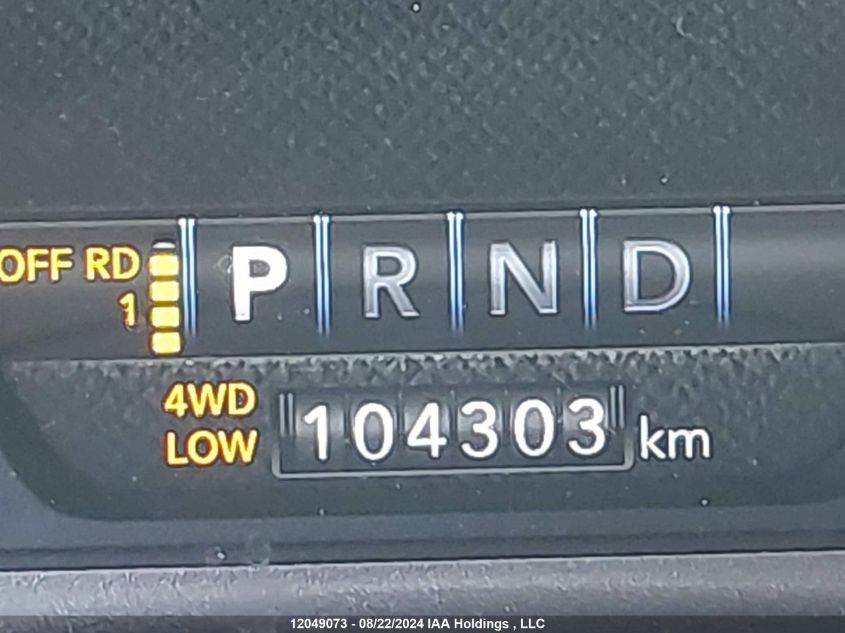 OFF RD
1
P R N D
4WD
LOW
104303 km
12049073 - 08/22/2024 IAA Holdings , LLC